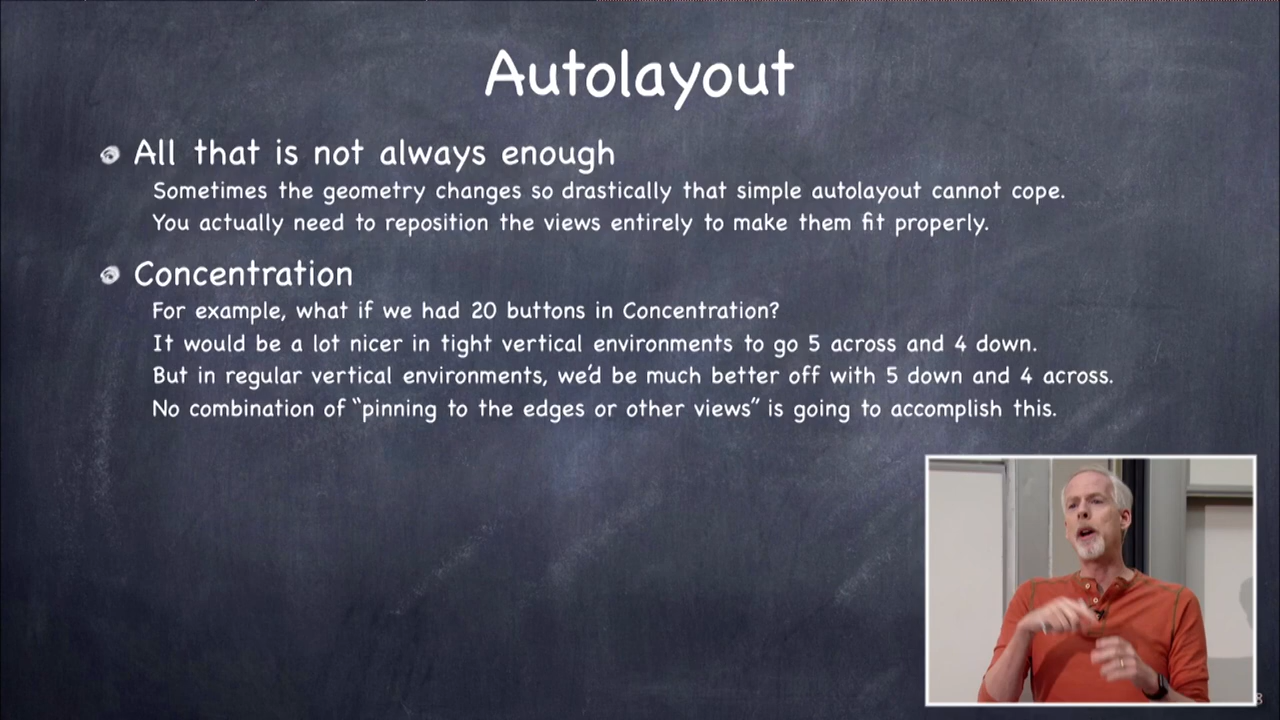 Autolayout
All that is not always enough
Sometimes the geometry changes so drastically that simple autolayout cannot cope.
You actually need to reposition the views entirely to make them fit properly.
Concentration
For example, what if we had 20 buttons in Concentration?
It would be a lot nicer in tight vertical environments to go 5 across and 4 down.
But in regular vertical environments, we’d be much better off with 5 down and 4 across.
No combination of “pinning to the edges or other views” is going to accomplish this.